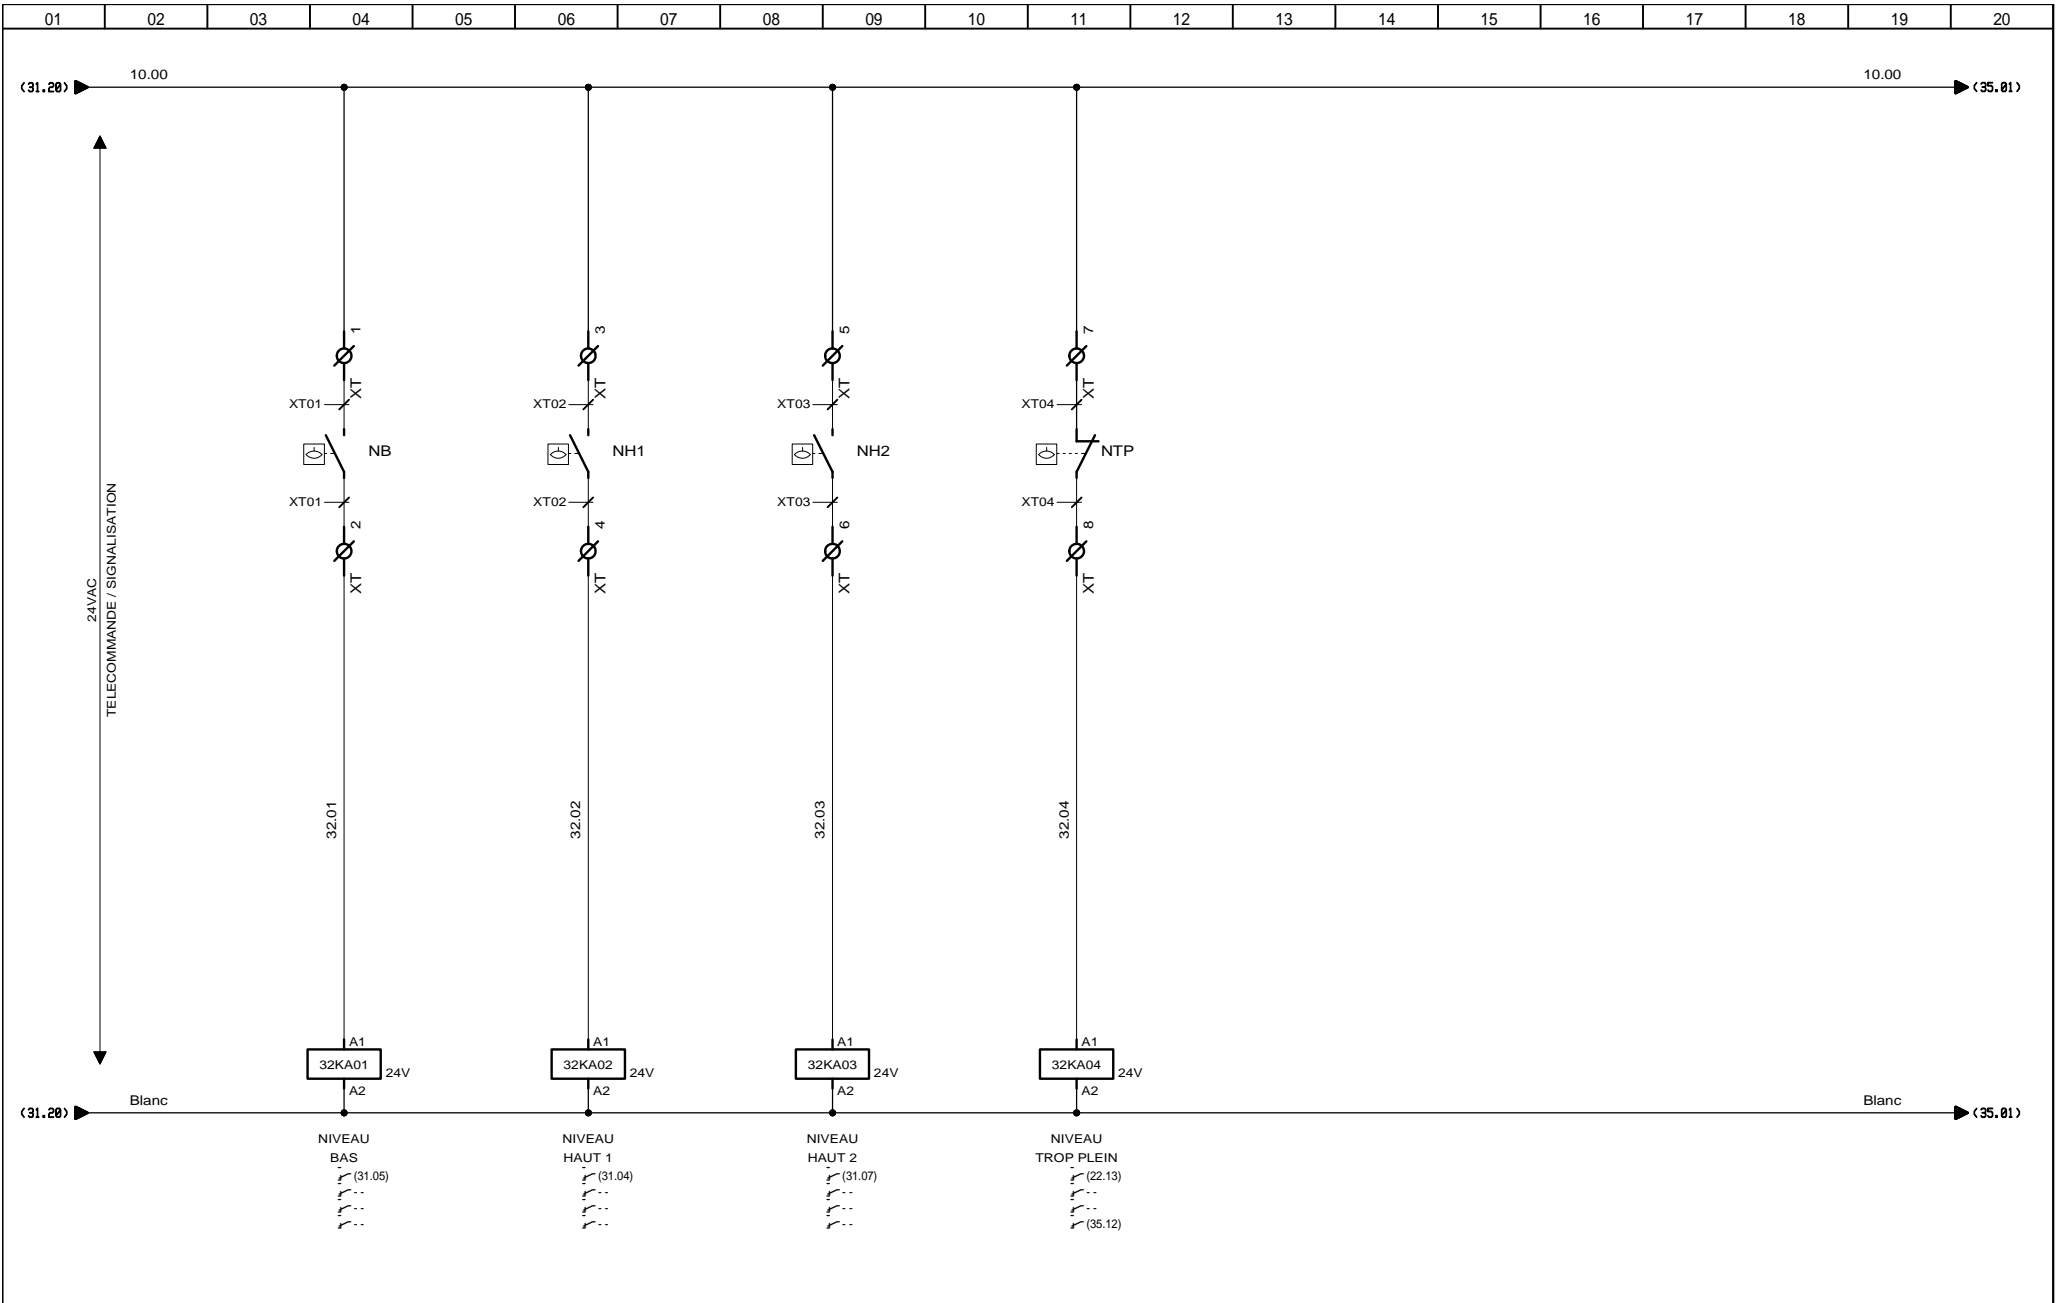 01 02 03 04 05 06 07 08 09 10 11 12 13 14 15 16 17 18 19 20
10.00 10.00
(31.20) (35.01)
24VAC
TELECOMMANDE / SIGNALISATION
1 3 5 7
XT XT XT XT
XT01 XT02 XT03 XT04
NB NH1 NH2 NTP
XT01 XT02 XT03 XT04
2 4 6 8
XT XT XT XT
32.01 32.02 32.03 32.04
A1 A1 A1 A1
32KA01 24V 32KA02 24V 32KA03 24V 32KA04 24V
A2 A2 A2 A2
Blanc Blanc
(31.20) (35.01)
NIVEAU NIVEAU NIVEAU NIVEAU
BAS HAUT 1 HAUT 2 TROP PLEIN
(31.05) (31.04) (31.07) (22.13)
-- -- -- --
-- -- -- --
-- -- -- (35.12)